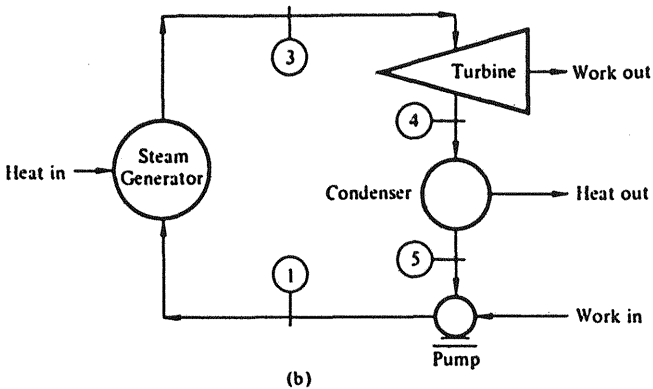 3
Turbine
Work out
4
Steam
Generator
Heat in
Condenser
Heat out
5
1
Work in
Pump
(b)